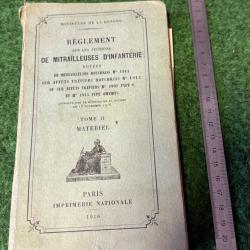 MINISTÈRE DE LA GUERRE
RÈGLEMENT
SUR LES SECTIONS
DE MITRAILLEUSES D'INFANTERIE
DOTÉES
DE MITRAILLEUSES HOTCHKISS Mle 1914
SUR AFFÛTS TRÉPIEDS HOTCHKISS Mle 1914
OU SUR AFFÛTS TRÉPIEDS Mle 1907 TYPE C
ET Mle 1915 TYPE OMNIBUS
TOME II
MATÉRIEL
PARIS
IMPRIMERIE NATIONALE
1916